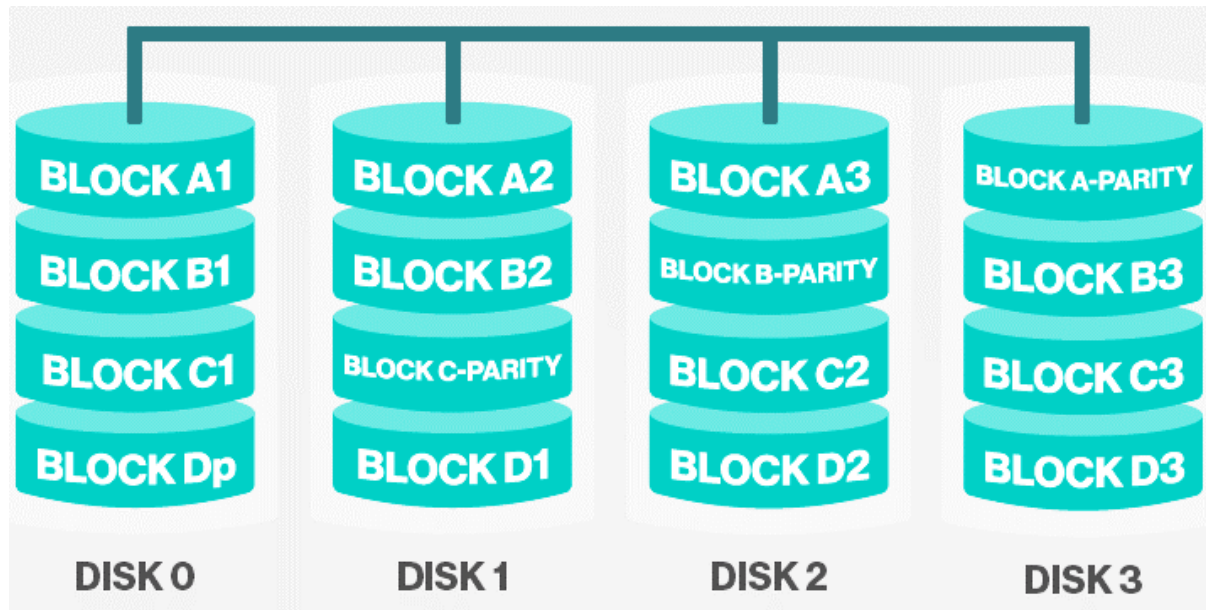 BLOCK A1 BLOCK A2 BLOCK A3 BLOCK A-PARITY
BLOCK B1 BLOCK B2 BLOCK B-PARITY BLOCK B3
BLOCK C1 BLOCK C-PARITY BLOCK C2 BLOCK C3
BLOCK Dp BLOCK D1 BLOCK D2 BLOCK D3
DISK 0 DISK 1 DISK 2 DISK 3